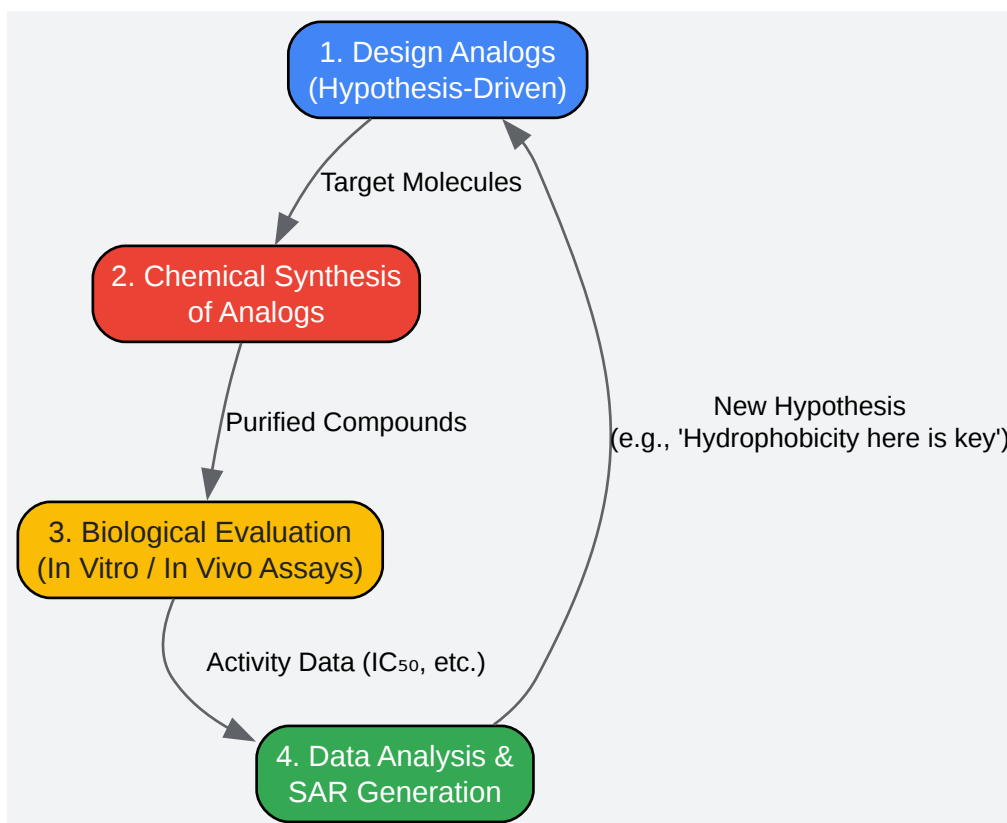 1. Design Analogs
(Hypothesis-Driven)
Target Molecules
2. Chemical Synthesis
of Analogs
Purified Compounds
New Hypothesis
(e.g., 'Hydrophobicity here is key')
3. Biological Evaluation
(In Vitro / In Vivo Assays)
Activity Data (IC₅₀, etc.)
4. Data Analysis &
SAR Generation